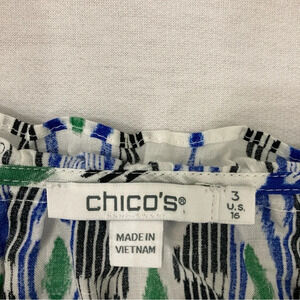 chico's®
3
U.S.
16
MADE IN
VIETNAM